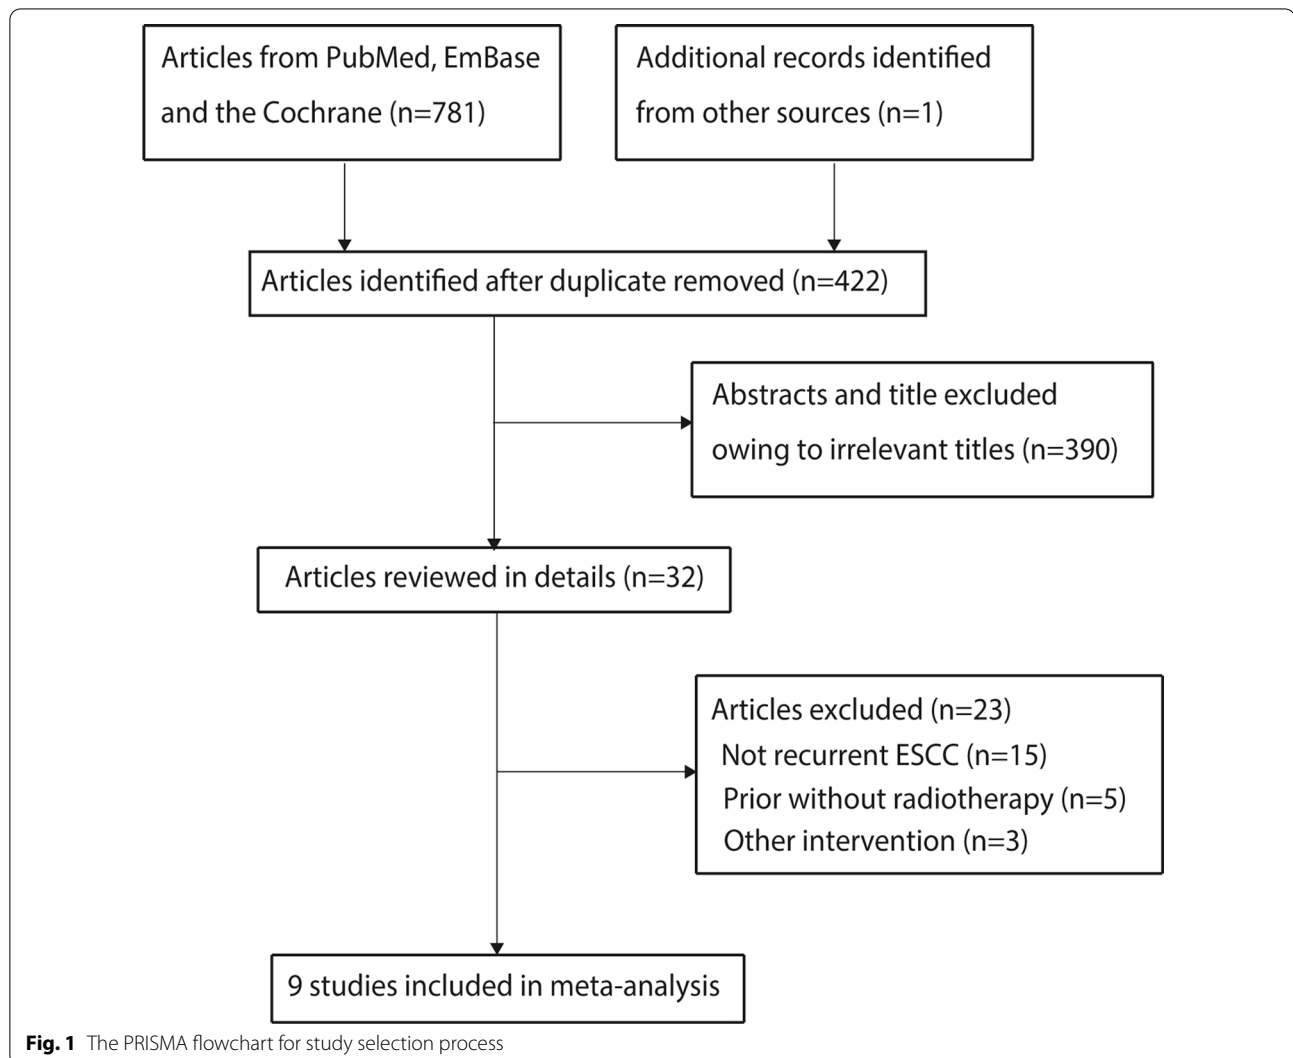 Articles from PubMed, EmBase
and the Cochrane (n=781)
Additional records identified
from other sources (n=1)
Articles identified after duplicate removed (n=422)
Abstracts and title excluded
owing to irrelevant titles (n=390)
Articles reviewed in details (n=32)
Articles excluded (n=23)
Not recurrent ESCC (n=15)
Prior without radiotherapy (n=5)
Other intervention (n=3)
9 studies included in meta-analysis
Fig. 1 The PRISMA flowchart for study selection process